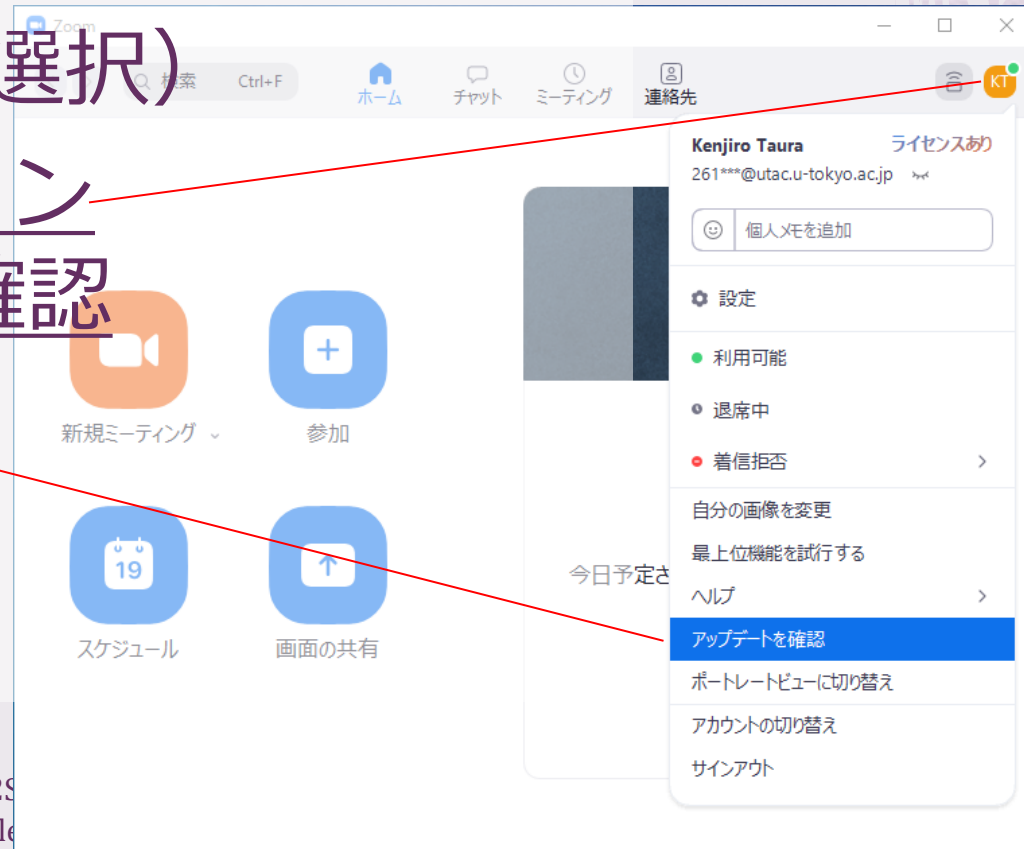 Zoom
選択）
検索 Ctrl+F
ホーム
チャット
ミーティング
連絡先
KT
ン
確認
Kenjiro Taura ライセンスあり
261***@utac.u-tokyo.ac.jp
個人メモを追加
設定
利用可能
退席中
着信拒否
自分の画像を変更
最上位機能を試行する
ヘルプ
アップデートを確認
ポートレートビューに切り替え
アカウントの切り替え
サインアウト
新規ミーティング
参加
19
スケジュール
画面の共有
今日予定さ